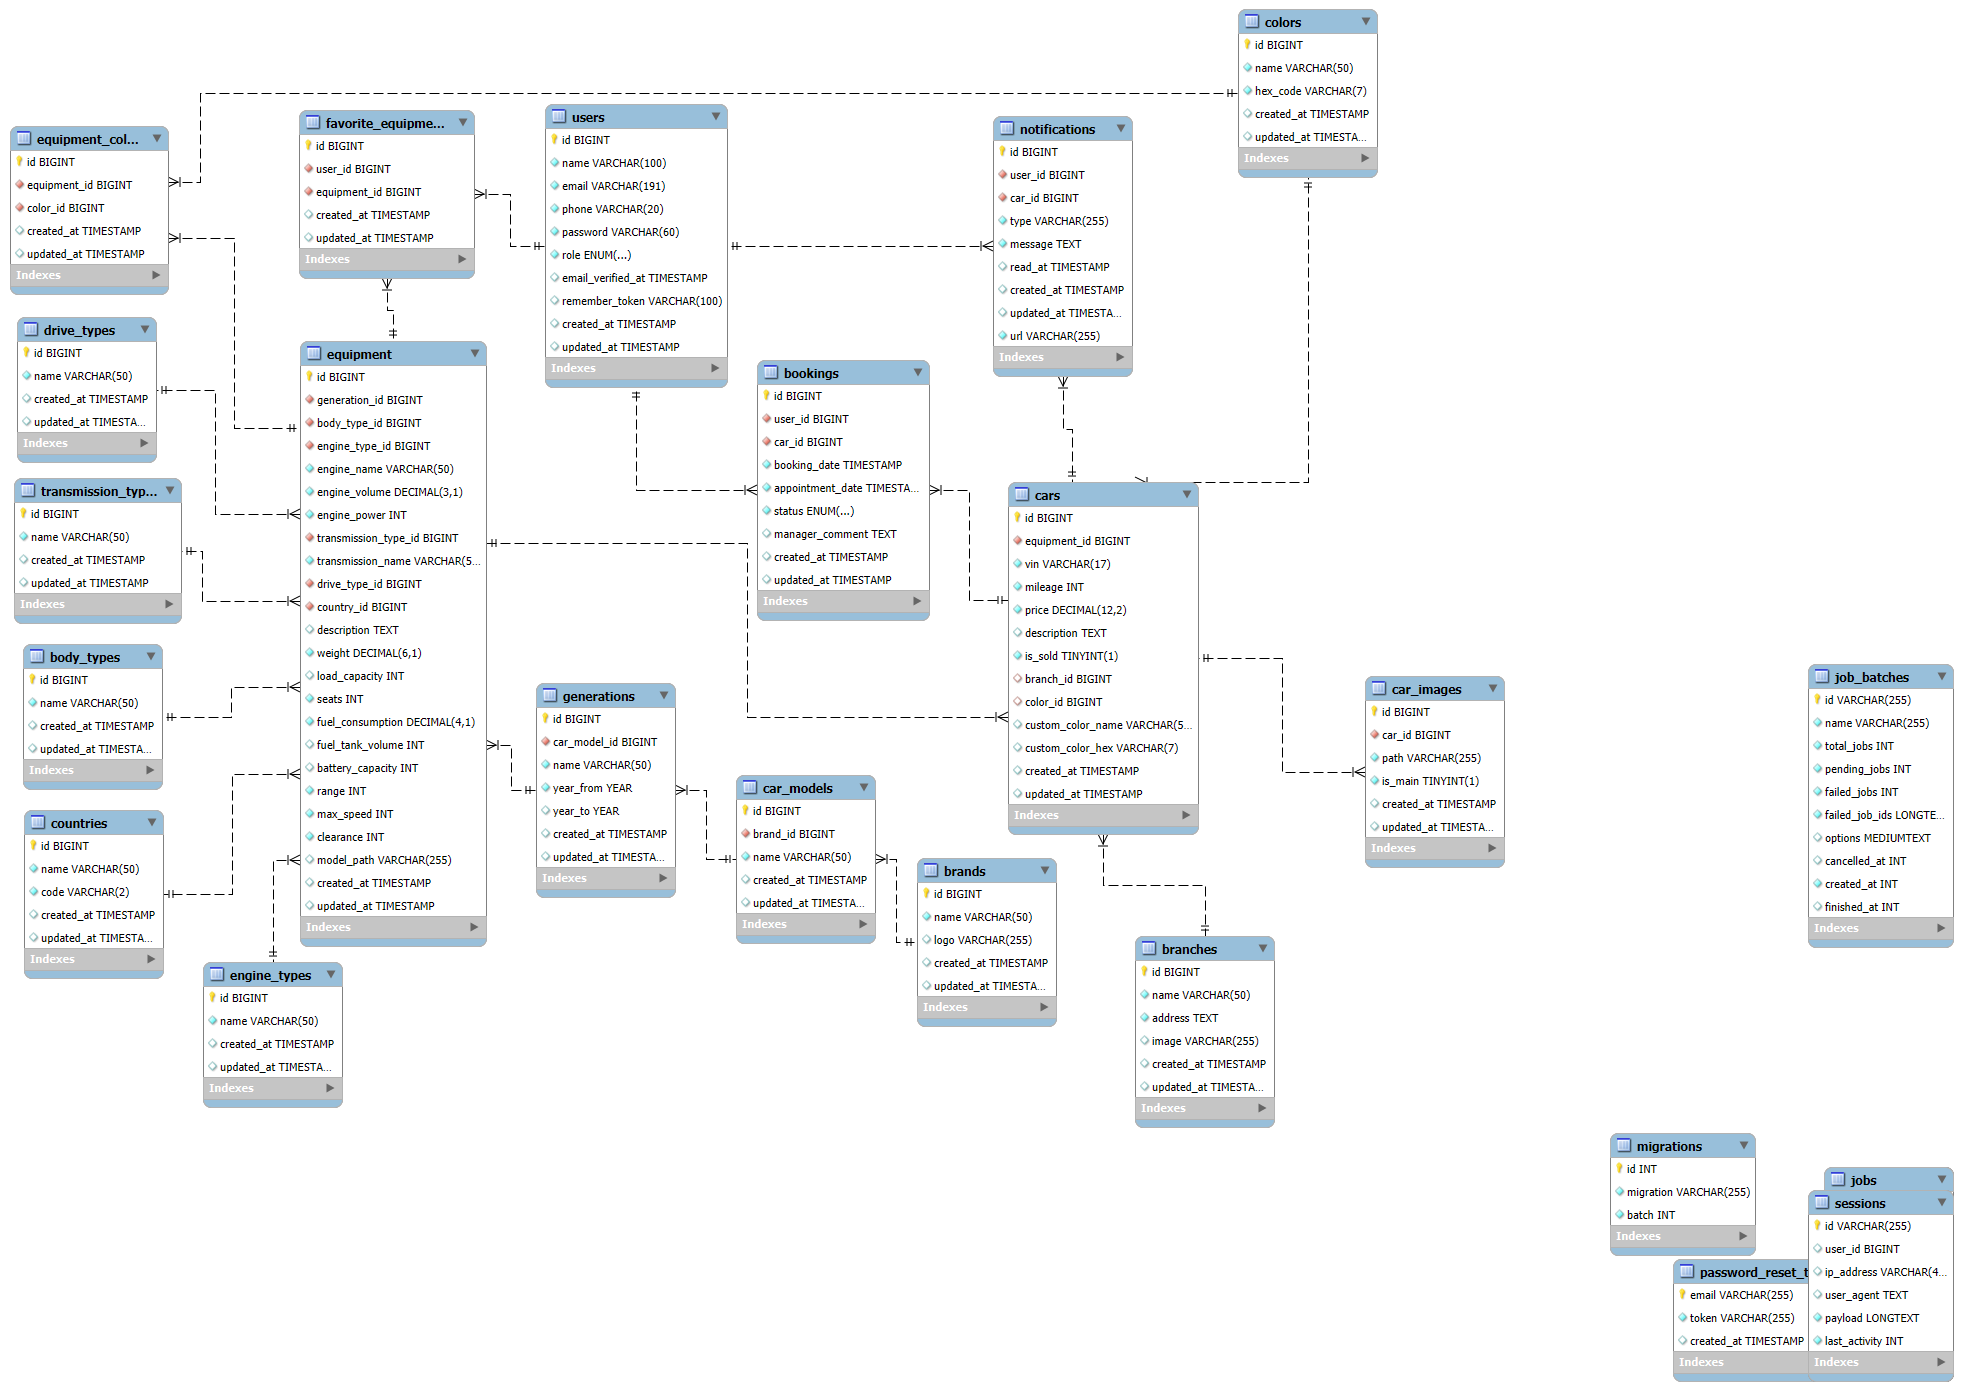 colors
id BIGINT
name VARCHAR(50)
hex_code VARCHAR(7)
created_at TIMESTAMP
updated_at TIMESTA...
Indexes
equipment_col...
id BIGINT
equipment_id BIGINT
color_id BIGINT
created_at TIMESTAMP
updated_at TIMESTAMP
Indexes
favorite_equipme...
id BIGINT
user_id BIGINT
equipment_id BIGINT
created_at TIMESTAMP
updated_at TIMESTAMP
Indexes
users
id BIGINT
name VARCHAR(100)
email VARCHAR(191)
phone VARCHAR(20)
password VARCHAR(60)
role ENUM(...)
email_verified_at TIMESTAMP
remember_token VARCHAR(100)
created_at TIMESTAMP
updated_at TIMESTAMP
Indexes
notifications
id BIGINT
user_id BIGINT
car_id BIGINT
type VARCHAR(255)
message TEXT
read_at TIMESTAMP
created_at TIMESTAMP
updated_at TIMESTA...
url VARCHAR(255)
Indexes
drive_types
id BIGINT
name VARCHAR(50)
created_at TIMESTAMP
updated_at TIMESTA...
Indexes
equipment
id BIGINT
generation_id BIGINT
body_type_id BIGINT
engine_type_id BIGINT
engine_name VARCHAR(50)
engine_volume DECIMAL(3,1)
engine_power INT
transmission_type_id BIGINT
transmission_name VARCHAR(5...
drive_type_id BIGINT
country_id BIGINT
description TEXT
weight DECIMAL(6,1)
load_capacity INT
seats INT
fuel_consumption DECIMAL(4,1)
fuel_tank_volume INT
battery_capacity INT
range INT
max_speed INT
clearance INT
model_path VARCHAR(255)
created_at TIMESTAMP
updated_at TIMESTAMP
Indexes
bookings
id BIGINT
user_id BIGINT
car_id BIGINT
booking_date TIMESTAMP
appointment_date TIMESTA...
status ENUM(...)
manager_comment TEXT
created_at TIMESTAMP
updated_at TIMESTAMP
Indexes
transmission_typ...
id BIGINT
name VARCHAR(50)
created_at TIMESTAMP
updated_at TIMESTAMP
Indexes
cars
id BIGINT
equipment_id BIGINT
vin VARCHAR(17)
mileage INT
price DECIMAL(12,2)
description TEXT
is_sold TINYINT(1)
branch_id BIGINT
color_id BIGINT
custom_color_name VARCHAR(5...
custom_color_hex VARCHAR(7)
created_at TIMESTAMP
updated_at TIMESTAMP
Indexes
body_types
id BIGINT
name VARCHAR(50)
created_at TIMESTAMP
updated_at TIMESTA...
Indexes
generations
id BIGINT
car_model_id BIGINT
name VARCHAR(50)
year_from YEAR
year_to YEAR
created_at TIMESTAMP
updated_at TIMESTA...
Indexes
car_images
id BIGINT
car_id BIGINT
path VARCHAR(255)
is_main TINYINT(1)
created_at TIMESTAMP
updated_at TIMESTA...
Indexes
job_batches
id VARCHAR(255)
name VARCHAR(255)
total_jobs INT
pending_jobs INT
failed_jobs INT
failed_job_ids LONGTE...
options MEDIUMTEXT
cancelled_at INT
created_at INT
finished_at INT
Indexes
car_models
id BIGINT
brand_id BIGINT
name VARCHAR(50)
created_at TIMESTAMP
updated_at TIMESTA...
Indexes
countries
id BIGINT
name VARCHAR(50)
code VARCHAR(2)
created_at TIMESTAMP
updated_at TIMESTA...
Indexes
brands
id BIGINT
name VARCHAR(50)
logo VARCHAR(255)
created_at TIMESTAMP
updated_at TIMESTA...
Indexes
engine_types
id BIGINT
name VARCHAR(50)
created_at TIMESTAMP
updated_at TIMESTA...
Indexes
branches
id BIGINT
name VARCHAR(50)
address TEXT
image VARCHAR(255)
created_at TIMESTAMP
updated_at TIMESTA...
Indexes
migrations
id INT
migration VARCHAR(255)
batch INT
Indexes
jobs
sessions
id VARCHAR(255)
user_id BIGINT
ip_address VARCHAR(4...
user_agent TEXT
payload LONGTEXT
last_activity INT
Indexes
password_reset_t
email VARCHAR(255)
token VARCHAR(255)
created_at TIMESTAMP
Indexes